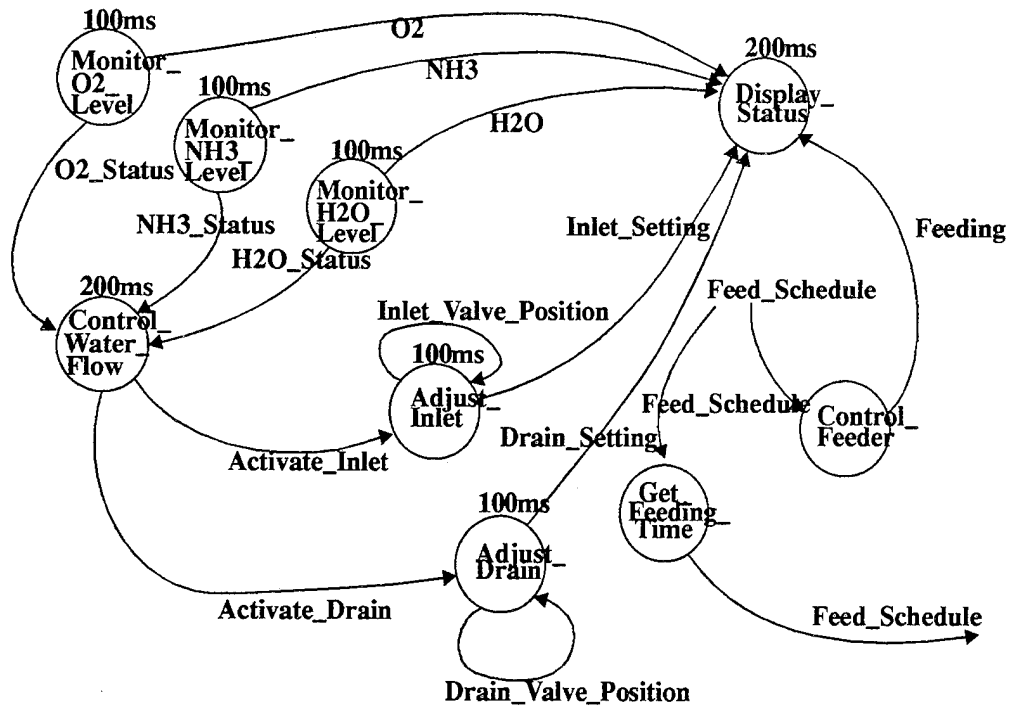 100ms
Monitor_
O2_
Level
O2
100ms
Monitor_
NH3_
Level
NH3
200ms
Display_
Status
100ms
Monitor_
H2O_
Level
H2O
O2_Status
NH3_Status
H2O_Status
Inlet_Setting
Feeding
200ms
Control_
Water_
Flow
Inlet_Valve_Position
100ms
Adjust_
Inlet
Feed_Schedule
Feed_Schedule
Control_
Feeder
Activate_Inlet
Drain_Setting
100ms
Adjust_
Drain
Get_
Feeding_
Time
Activate_Drain
Feed_Schedule
Drain_Valve_Position